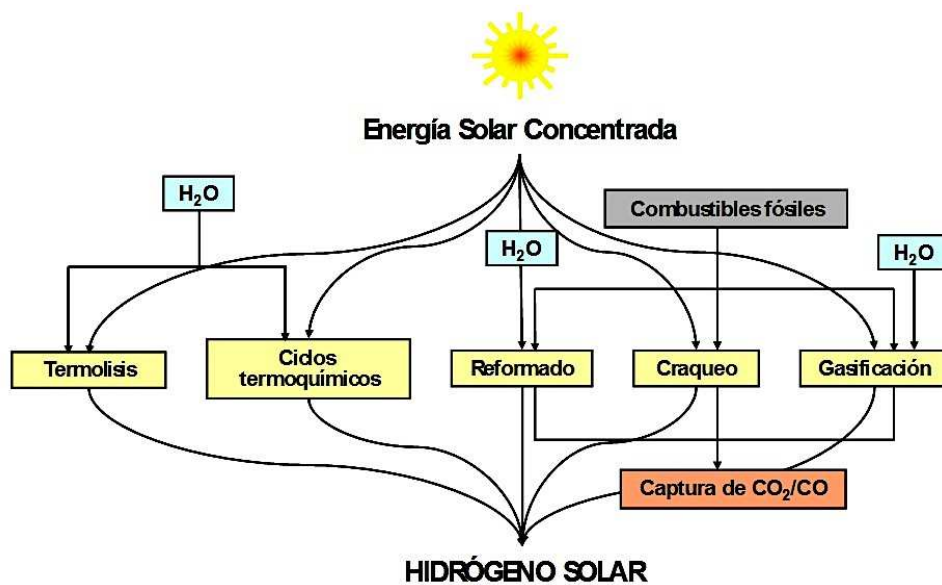 Energía Solar Concentrada
H₂O
Combustibles fósiles
H₂O
H₂O
Termolisis
Ciclos
termoquímicos
Reformado
Craqueo
Gasificación
Captura de CO₂/CO
HIDRÓGENO SOLAR